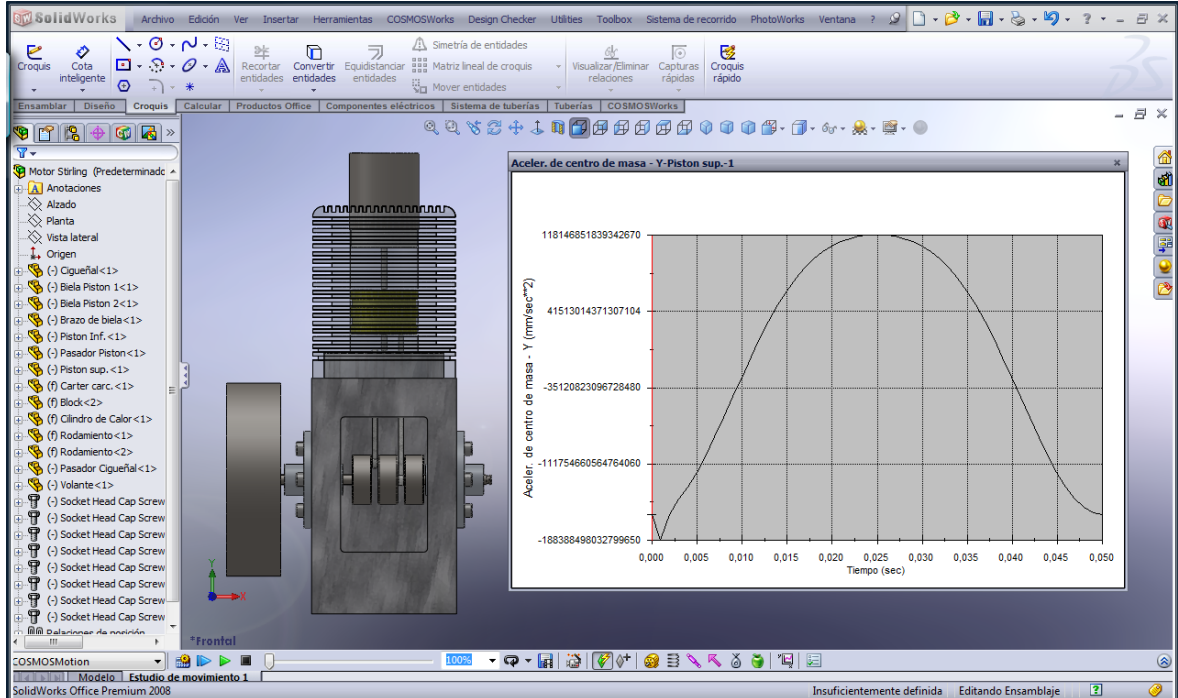 SolidWorks Archivo Edición Ver Insertar Herramientas COSMOSWorks Design Checker Utilities Toolbox Sistema de recorrido PhotoWorks Ventana ?
Croquis
Cota inteligente
Recortar entidades
Convertir entidades
Equidistanciar entidades
Simetría de entidades
Matriz lineal de croquis
Mover entidades
Visualizar/Eliminar relaciones
Capturas rápidas
Croquis rápido
Ensamblar Diseño Croquis Calcular Productos Office Componentes eléctricos Sistema de tuberías Tuberías COSMOSWorks
Motor Stirling (Predeterminadc
Anotaciones
Alzado
Planta
Vista lateral
Origen
(-) Cigueñal<1>
(-) Biela Piston 1<1>
(-) Biela Piston 2<1>
(-) Brazo de biela<1>
(-) Piston Inf.<1>
(-) Pasador Piston<1>
(-) Piston sup.<1>
(f) Carter carc.<1>
(f) Block<2>
(f) Cilindro de Calor<1>
(f) Rodamiento<1>
(f) Rodamiento<2>
(-) Pasador Cigueñal<1>
(-) Volante<1>
(-) Socket Head Cap Screw
(-) Socket Head Cap Screw
(-) Socket Head Cap Screw
(-) Socket Head Cap Screw
(-) Socket Head Cap Screw
(-) Socket Head Cap Screw
(-) Socket Head Cap Screw
(-) Socket Head Cap Screw
Relaciones de posición
Y
X
*Frontal
Aceler. de centro de masa - Y-Piston sup.-1
Aceler. de centro de masa - Y (mm/sec**2)
118146851839342670
41513014371307104
-35120823096728480
-111754660564764060
-188388498032799650
0,000 0,005 0,010 0,015 0,020 0,025 0,030 0,035 0,040 0,045 0,050
Tiempo (sec)
COSMOSMotion
100%
Modelo Estudio de movimiento 1
SolidWorks Office Premium 2008
Insuficientemente definida Editando Ensamblaje